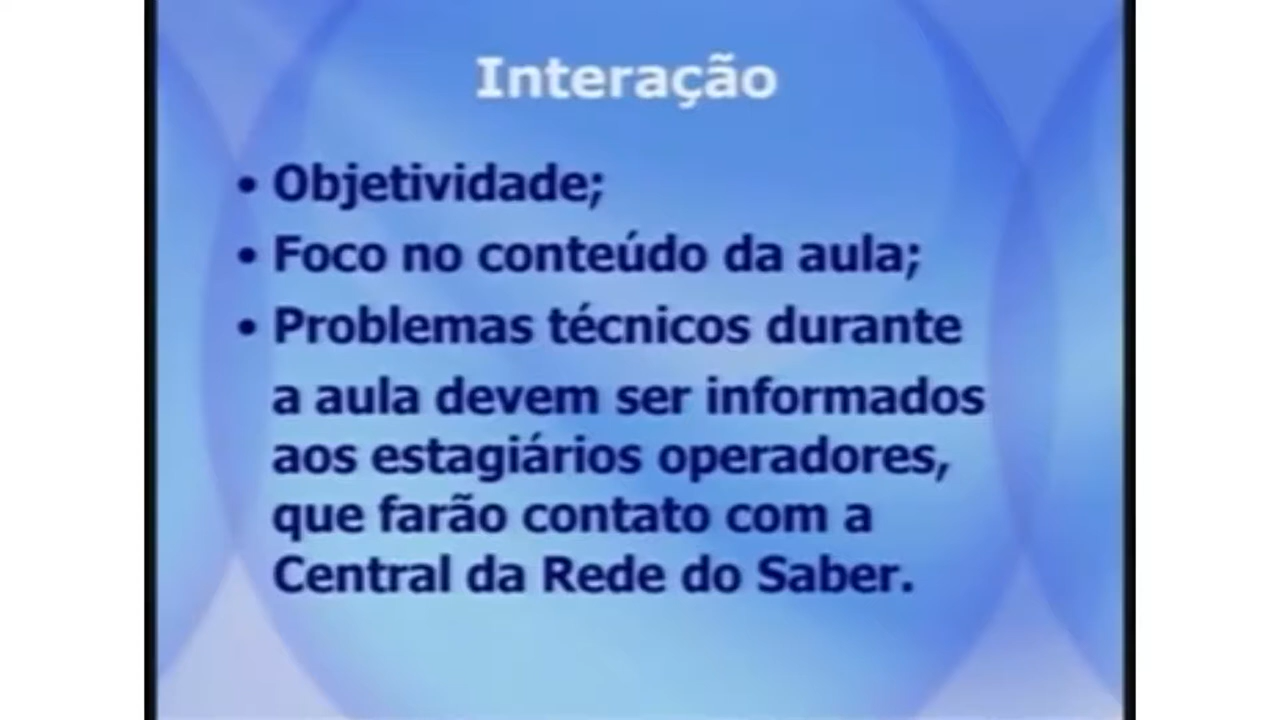 Interação
• Objetividade;
• Foco no conteúdo da aula;
• Problemas técnicos durante
a aula devem ser informados
aos estagiários operadores,
que farão contato com a
Central da Rede do Saber.